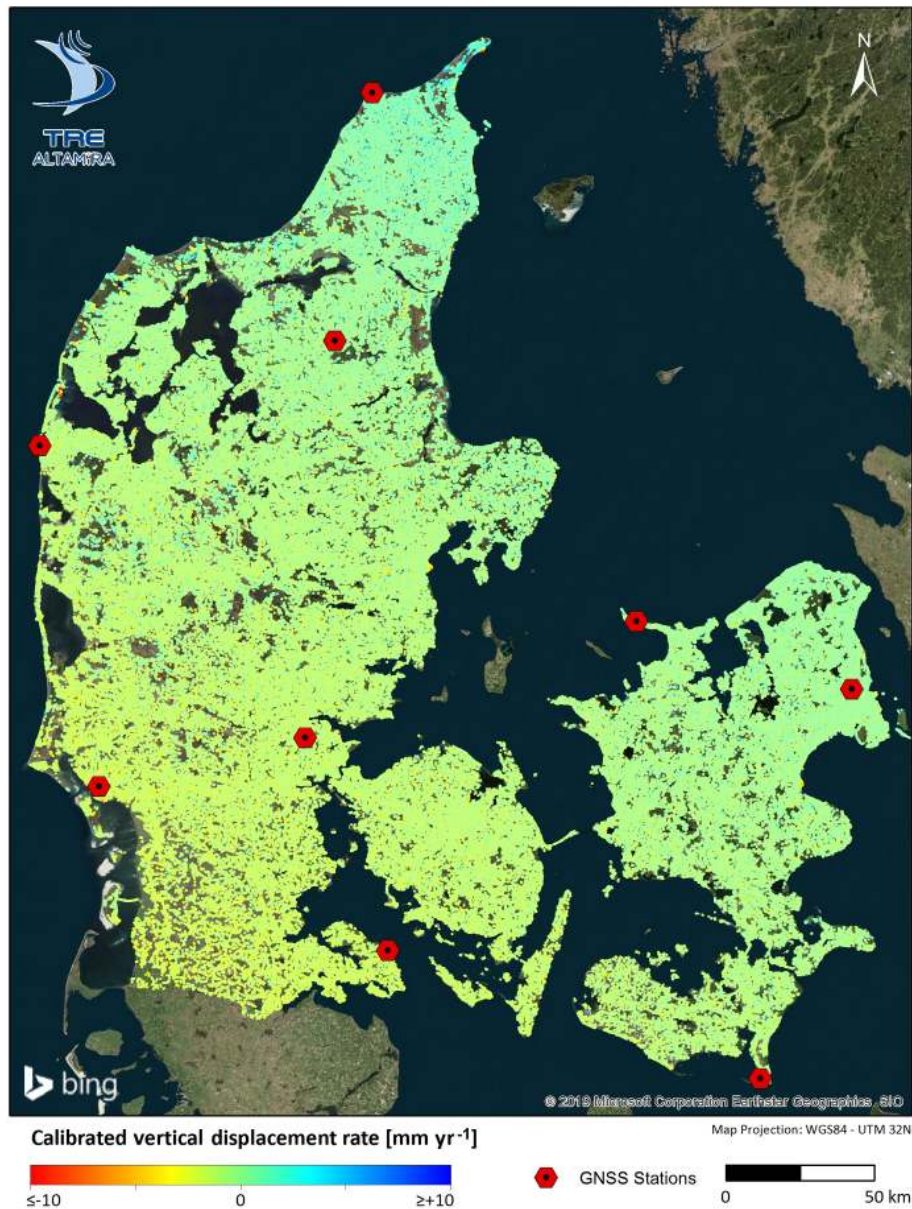 TRE
ALTAMIRA
N
bing
© 2019 Microsoft Corporation Earthstar Geographics SIO
Calibrated vertical displacement rate [mm yr⁻¹]
Map Projection: WGS84 - UTM 32N
≤-10
0
≥+10
GNSS Stations
0
50 km